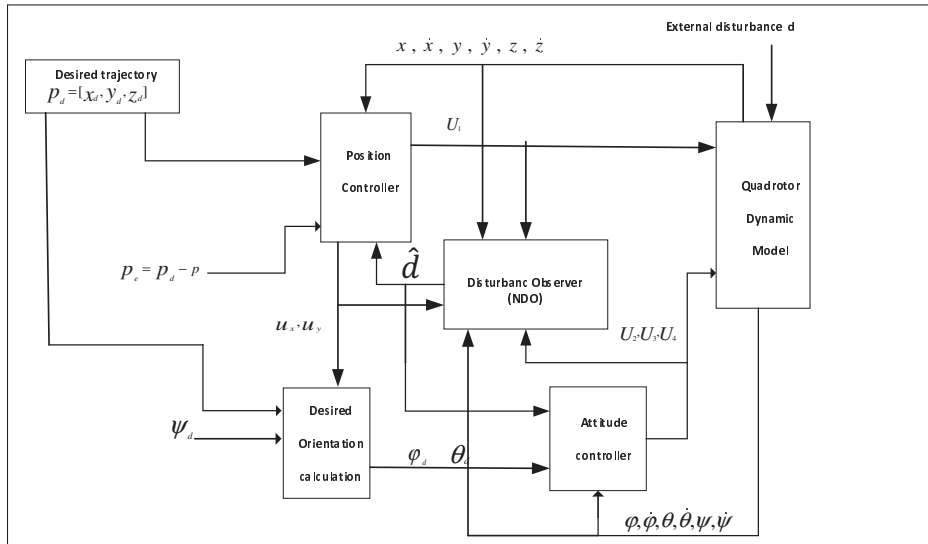 External disturbance d
x , ẋ , y , ẏ , z , ż
Desired trajectory
p_d =[x_d, y_d, z_d]
U_1
Position
Controller
Quadrotor
Dynamic
Model
p_e = p_d − p
d̂
Disturbanc Observer
(NDO)
u_x, u_y
U_2,U_3,U_4
Desired
Orientation
calculation
Attitude
controller
ψ_d
φ_d θ_d
φ,φ̇,θ,θ̇,ψ,ψ̇